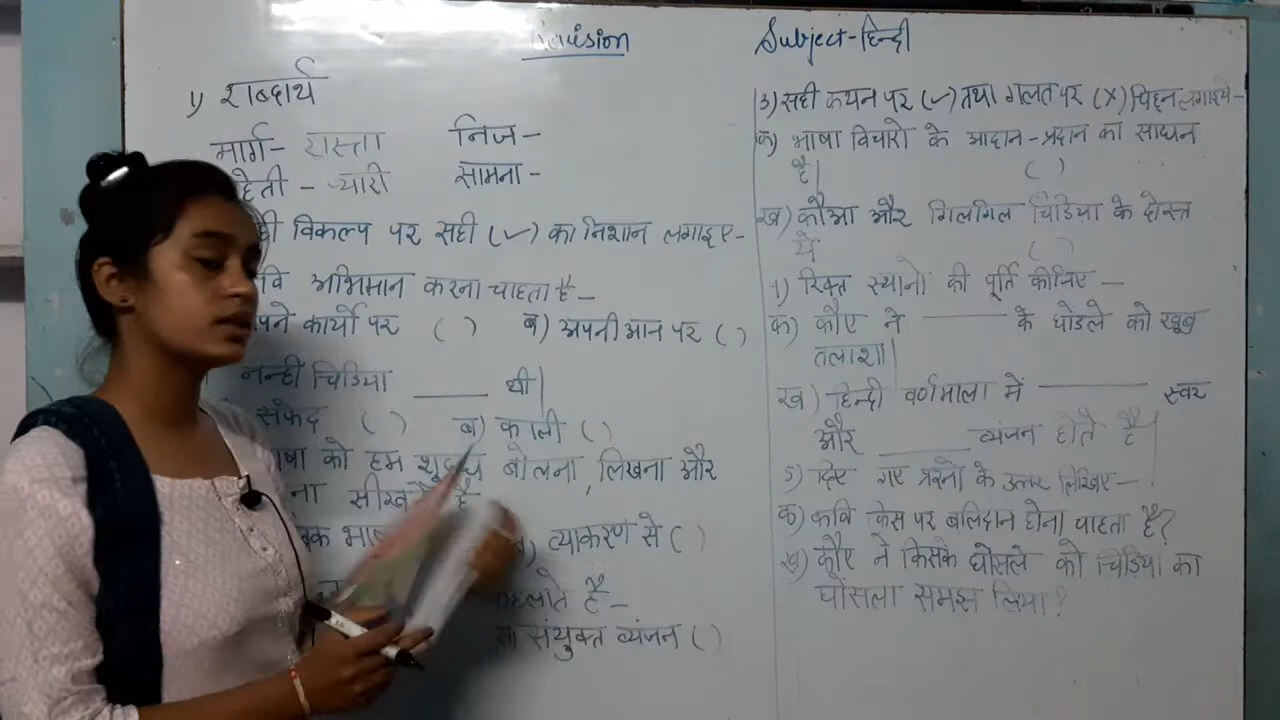 Revision
Subject-हिन्दी
1) शब्दार्थ
मार्ग- रास्ता निज-
हेती - प्यारी सामना-
विकल्प पर सही (✓) का निशान लगाइए-
अभिमान करना चाहता है-
कार्यो पर ( ) ब) अपनी आन पर ( )
नन्ही चिडिया ____ थी|
सफेद ( ) ब) काली ( )
को हम शुद्ध बोलना, लिखना और
सीखते है
व्याकरण से ( )
है-
ब) संयुक्त व्यंजन ( )
3) सही कथन पर (✓) तथा गलत पर (X) चिह्न लगाइये-
क) भाषा विचारो के आदान-प्रदान का साधन
है| ( )
ख) कौआ और गिलगिल चिडिया के दोस्त
थे ( )
4) रिक्त स्थानो की पूर्ति कीजिए-
क) कौए ने ____ के घोंडले को खूब
तलाशा|
ख) हिन्दी वर्णमाला में ____ स्वर
और ____ व्यंजन होते है|
5) दिए गए प्रश्नो के उत्तर लिखिए-
क) कवि किस पर बलिदान होना चाहता है?
ख) कौए ने किसके घोसले को चिडिया का
घोंसला समझ लिया?